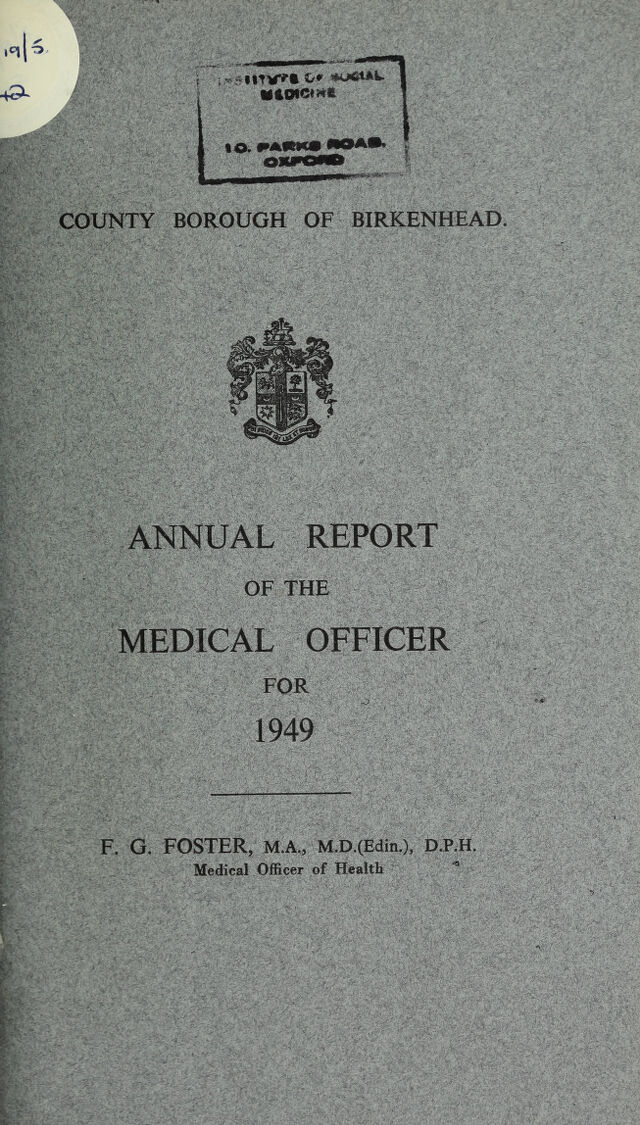 19/5
INSTITUTE OF SOCIAL
MEDICINE
10. PARKS ROAD.
OXFORD
COUNTY BOROUGH OF BIRKENHEAD.
ANNUAL REPORT
OF THE
MEDICAL OFFICER
FOR
1949
F. G. FOSTER, M.A., M.D.(Edin.), D.P.H.
Medical Officer of Health